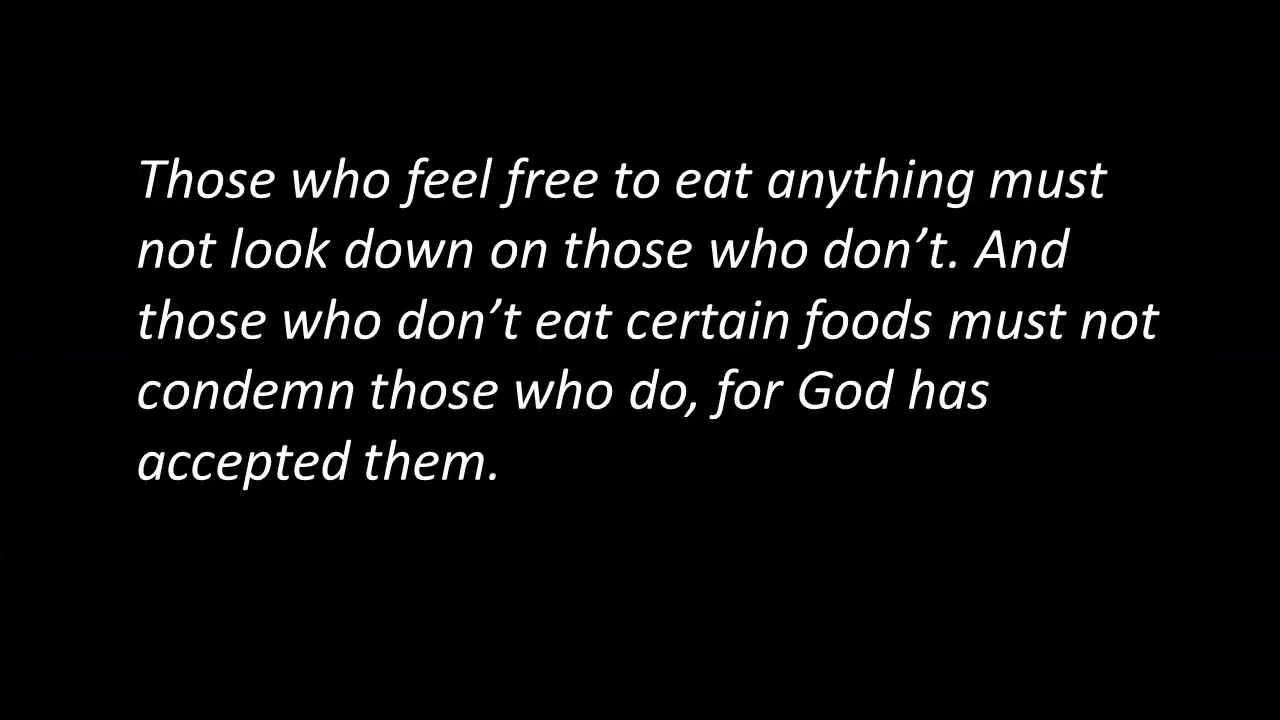 Those who feel free to eat anything must
not look down on those who don’t. And
those who don’t eat certain foods must not
condemn those who do, for God has
accepted them.